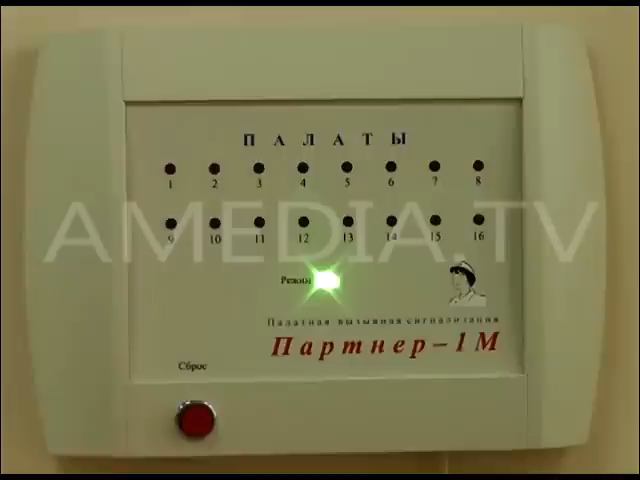 ПАЛАТЫ
1 2 3 4 5 6 7 8
AMEDIA.TV
9 10 11 12 13 14 15 16
Режим
Палатная вызывная сигнализация
Партнер-1М
Сброс